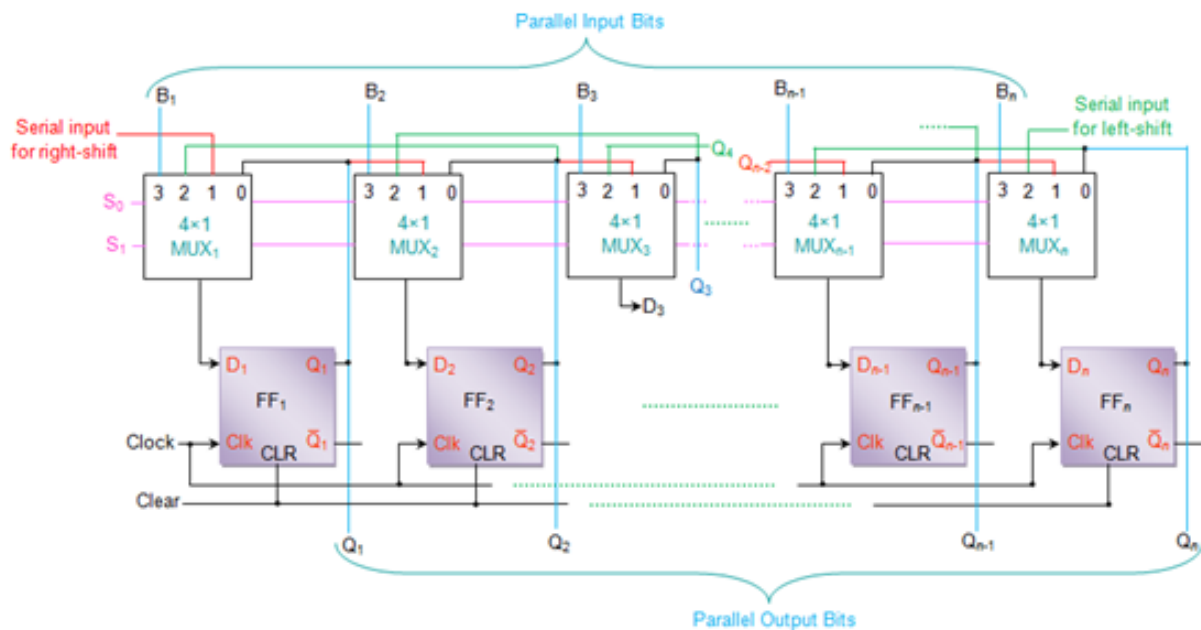 Parallel Input Bits
B₁ B₂ B₃ Bₙ₋₁ Bₙ
Serial input
for right-shift
Serial input
for left-shift
Q₄ Qₙ₋₂
3 2 1 0 3 2 1 0 3 2 1 0 3 2 1 0 3 2 1 0
S₀
4×1 4×1 4×1 4×1 4×1
S₁
MUX₁ MUX₂ MUX₃ MUXₙ₋₁ MUXₙ
Q₃
D₃
D₁ Q₁ D₂ Q₂ Dₙ₋₁ Qₙ₋₁ Dₙ Qₙ
FF₁ FF₂ FFₙ₋₁ FFₙ
Clock Clk Q̅₁ Clk Q̅₂ Clk Q̅ₙ₋₁ Clk Q̅ₙ
CLR CLR CLR CLR
Clear
Q₁ Q₂ Qₙ₋₁ Qₙ
Parallel Output Bits